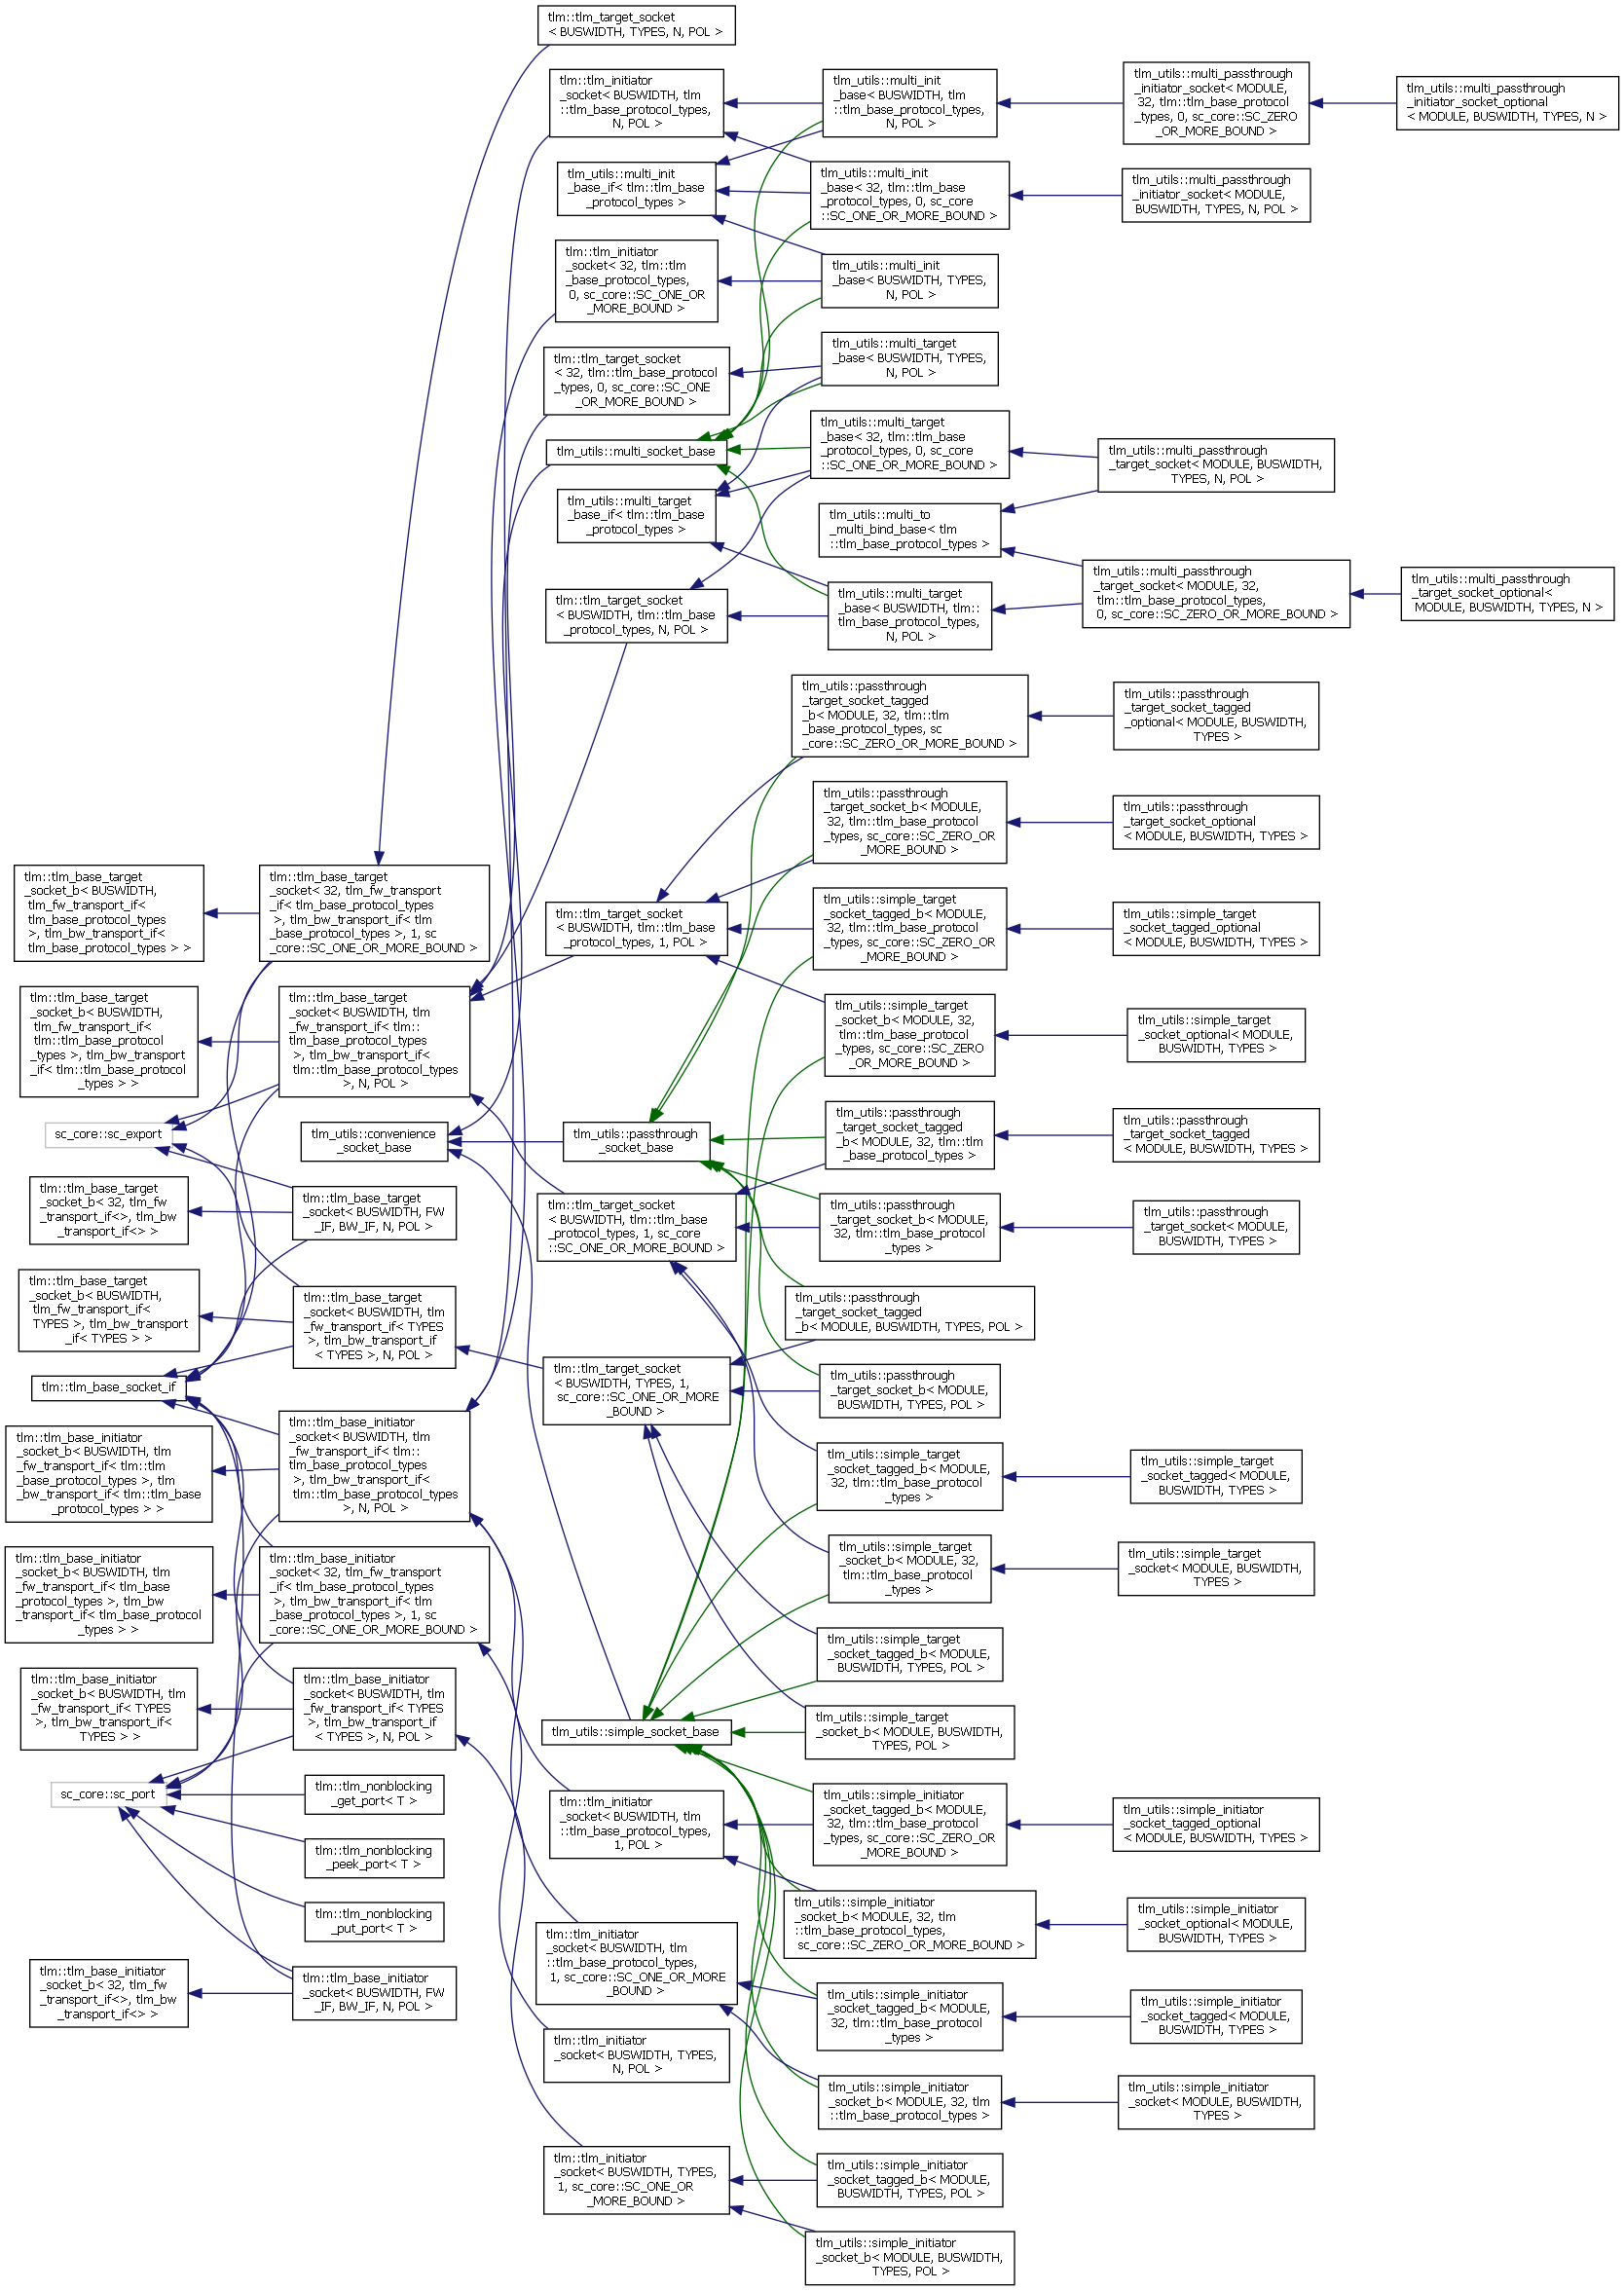 tlm::tlm_target_socket
< BUSWIDTH, TYPES, N, POL >
tlm::tlm_initiator
_socket< BUSWIDTH, tlm
::tlm_base_protocol_types,
N, POL >
tlm_utils::multi_init
_base_if< tlm::tlm_base
_protocol_types >
tlm::tlm_initiator
_socket< 32, tlm::tlm
_base_protocol_types,
0, sc_core::SC_ONE_OR
_MORE_BOUND >
tlm::tlm_target_socket
< 32, tlm::tlm_base_protocol
_types, 0, sc_core::SC_ONE
_OR_MORE_BOUND >
tlm_utils::multi_socket_base
tlm_utils::multi_target
_base_if< tlm::tlm_base
_protocol_types >
tlm::tlm_target_socket
< BUSWIDTH, tlm::tlm_base
_protocol_types, N, POL >
tlm_utils::multi_init
_base< BUSWIDTH, tlm
::tlm_base_protocol_types,
N, POL >
tlm_utils::multi_init
_base< 32, tlm::tlm_base
_protocol_types, 0, sc_core
::SC_ONE_OR_MORE_BOUND >
tlm_utils::multi_init
_base< BUSWIDTH, TYPES,
N, POL >
tlm_utils::multi_target
_base< BUSWIDTH, TYPES,
N, POL >
tlm_utils::multi_target
_base< 32, tlm::tlm_base
_protocol_types, 0, sc_core
::SC_ONE_OR_MORE_BOUND >
tlm_utils::multi_to
_multi_bind_base< tlm
::tlm_base_protocol_types >
tlm_utils::multi_target
_base< BUSWIDTH, tlm::
tlm_base_protocol_types,
N, POL >
tlm_utils::multi_passthrough
_initiator_socket< MODULE,
32, tlm::tlm_base_protocol
_types, 0, sc_core::SC_ZERO
_OR_MORE_BOUND >
tlm_utils::multi_passthrough
_initiator_socket< MODULE,
BUSWIDTH, TYPES, N, POL >
tlm_utils::multi_passthrough
_target_socket< MODULE, BUSWIDTH,
TYPES, N, POL >
tlm_utils::multi_passthrough
_target_socket< MODULE, 32,
tlm::tlm_base_protocol_types,
0, sc_core::SC_ZERO_OR_MORE_BOUND >
tlm_utils::multi_passthrough
_initiator_socket_optional
< MODULE, BUSWIDTH, TYPES, N >
tlm_utils::multi_passthrough
_target_socket_optional<
MODULE, BUSWIDTH, TYPES, N >
tlm::tlm_base_target
_socket_b< BUSWIDTH,
tlm_fw_transport_if<
tlm_base_protocol_types
>, tlm_bw_transport_if<
tlm_base_protocol_types > >
tlm::tlm_base_target
_socket_b< BUSWIDTH,
tlm_fw_transport_if<
tlm::tlm_base_protocol
_types >, tlm_bw_transport
_if< tlm::tlm_base_protocol
_types > >
sc_core::sc_export
tlm::tlm_base_target
_socket_b< 32, tlm_fw
_transport_if<>, tlm_bw
_transport_if<> >
tlm::tlm_base_target
_socket_b< BUSWIDTH,
tlm_fw_transport_if<
TYPES >, tlm_bw_transport
_if< TYPES > >
tlm::tlm_base_socket_if
tlm::tlm_base_initiator
_socket_b< BUSWIDTH, tlm
_fw_transport_if< tlm::tlm
_base_protocol_types >, tlm
_bw_transport_if< tlm::tlm_base
_protocol_types > >
tlm::tlm_base_initiator
_socket_b< BUSWIDTH, tlm
_fw_transport_if< tlm_base
_protocol_types >, tlm_bw
_transport_if< tlm_base_protocol
_types > >
tlm::tlm_base_initiator
_socket_b< BUSWIDTH, tlm
_fw_transport_if< TYPES
>, tlm_bw_transport_if<
TYPES > >
sc_core::sc_port
tlm::tlm_base_initiator
_socket_b< 32, tlm_fw
_transport_if<>, tlm_bw
_transport_if<> >
tlm::tlm_base_target
_socket< 32, tlm_fw_transport
_if< tlm_base_protocol_types
>, tlm_bw_transport_if< tlm
_base_protocol_types >, 1, sc
_core::SC_ONE_OR_MORE_BOUND >
tlm::tlm_base_target
_socket< BUSWIDTH, tlm
_fw_transport_if< tlm::
tlm_base_protocol_types
>, tlm_bw_transport_if<
tlm::tlm_base_protocol_types
>, N, POL >
tlm_utils::convenience
_socket_base
tlm::tlm_base_target
_socket< BUSWIDTH, FW
_IF, BW_IF, N, POL >
tlm::tlm_base_target
_socket< BUSWIDTH, tlm
_fw_transport_if< TYPES
>, tlm_bw_transport_if
< TYPES >, N, POL >
tlm::tlm_base_initiator
_socket< BUSWIDTH, tlm
_fw_transport_if< tlm::
tlm_base_protocol_types
>, tlm_bw_transport_if<
tlm::tlm_base_protocol_types
>, N, POL >
tlm::tlm_base_initiator
_socket< 32, tlm_fw_transport
_if< tlm_base_protocol_types
>, tlm_bw_transport_if< tlm
_base_protocol_types >, 1, sc
_core::SC_ONE_OR_MORE_BOUND >
tlm::tlm_base_initiator
_socket< BUSWIDTH, tlm
_fw_transport_if< TYPES
>, tlm_bw_transport_if
< TYPES >, N, POL >
tlm::tlm_nonblocking
_get_port< T >
tlm::tlm_nonblocking
_peek_port< T >
tlm::tlm_nonblocking
_put_port< T >
tlm::tlm_base_initiator
_socket< BUSWIDTH, FW
_IF, BW_IF, N, POL >
tlm::tlm_target_socket
< BUSWIDTH, tlm::tlm_base
_protocol_types, 1, POL >
tlm_utils::passthrough
_socket_base
tlm::tlm_target_socket
< BUSWIDTH, tlm::tlm_base
_protocol_types, 1, sc_core
::SC_ONE_OR_MORE_BOUND >
tlm::tlm_target_socket
< BUSWIDTH, TYPES, 1,
sc_core::SC_ONE_OR_MORE
_BOUND >
tlm_utils::simple_socket_base
tlm::tlm_initiator
_socket< BUSWIDTH, tlm
::tlm_base_protocol_types,
1, POL >
tlm::tlm_initiator
_socket< BUSWIDTH, tlm
::tlm_base_protocol_types,
1, sc_core::SC_ONE_OR_MORE
_BOUND >
tlm::tlm_initiator
_socket< BUSWIDTH, TYPES,
N, POL >
tlm::tlm_initiator
_socket< BUSWIDTH, TYPES,
1, sc_core::SC_ONE_OR
_MORE_BOUND >
tlm_utils::passthrough
_target_socket_tagged
_b< MODULE, 32, tlm::tlm
_base_protocol_types, sc
_core::SC_ZERO_OR_MORE_BOUND >
tlm_utils::passthrough
_target_socket_b< MODULE,
32, tlm::tlm_base_protocol
_types, sc_core::SC_ZERO_OR
_MORE_BOUND >
tlm_utils::simple_target
_socket_tagged_b< MODULE,
32, tlm::tlm_base_protocol
_types, sc_core::SC_ZERO_OR
_MORE_BOUND >
tlm_utils::simple_target
_socket_b< MODULE, 32,
tlm::tlm_base_protocol
_types, sc_core::SC_ZERO
_OR_MORE_BOUND >
tlm_utils::passthrough
_target_socket_tagged
_b< MODULE, 32, tlm::tlm
_base_protocol_types >
tlm_utils::passthrough
_target_socket_b< MODULE,
32, tlm::tlm_base_protocol
_types >
tlm_utils::passthrough
_target_socket_tagged
_b< MODULE, BUSWIDTH, TYPES, POL >
tlm_utils::passthrough
_target_socket_b< MODULE,
BUSWIDTH, TYPES, POL >
tlm_utils::simple_target
_socket_tagged_b< MODULE,
32, tlm::tlm_base_protocol
_types >
tlm_utils::simple_target
_socket_b< MODULE, 32,
tlm::tlm_base_protocol
_types >
tlm_utils::simple_target
_socket_tagged_b< MODULE,
BUSWIDTH, TYPES, POL >
tlm_utils::simple_target
_socket_b< MODULE, BUSWIDTH,
TYPES, POL >
tlm_utils::simple_initiator
_socket_tagged_b< MODULE,
32, tlm::tlm_base_protocol
_types, sc_core::SC_ZERO_OR
_MORE_BOUND >
tlm_utils::simple_initiator
_socket_b< MODULE, 32, tlm
::tlm_base_protocol_types,
sc_core::SC_ZERO_OR_MORE_BOUND >
tlm_utils::simple_initiator
_socket_tagged_b< MODULE,
32, tlm::tlm_base_protocol
_types >
tlm_utils::simple_initiator
_socket_b< MODULE, 32, tlm
::tlm_base_protocol_types >
tlm_utils::simple_initiator
_socket_tagged_b< MODULE,
BUSWIDTH, TYPES, POL >
tlm_utils::simple_initiator
_socket_b< MODULE, BUSWIDTH,
TYPES, POL >
tlm_utils::passthrough
_target_socket_tagged
_optional< MODULE, BUSWIDTH,
TYPES >
tlm_utils::passthrough
_target_socket_optional
< MODULE, BUSWIDTH, TYPES >
tlm_utils::simple_target
_socket_tagged_optional
< MODULE, BUSWIDTH, TYPES >
tlm_utils::simple_target
_socket_optional< MODULE,
BUSWIDTH, TYPES >
tlm_utils::passthrough
_target_socket_tagged
< MODULE, BUSWIDTH, TYPES >
tlm_utils::passthrough
_target_socket< MODULE,
BUSWIDTH, TYPES >
tlm_utils::simple_target
_socket_tagged< MODULE,
BUSWIDTH, TYPES >
tlm_utils::simple_target
_socket< MODULE, BUSWIDTH,
TYPES >
tlm_utils::simple_initiator
_socket_tagged_optional
< MODULE, BUSWIDTH, TYPES >
tlm_utils::simple_initiator
_socket_optional< MODULE,
BUSWIDTH, TYPES >
tlm_utils::simple_initiator
_socket_tagged< MODULE,
BUSWIDTH, TYPES >
tlm_utils::simple_initiator
_socket< MODULE, BUSWIDTH,
TYPES >